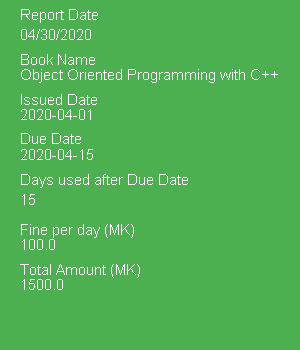 Report Date
04/30/2020
Book Name
Object Oriented Programming with C++
Issued Date
2020-04-01
Due Date
2020-04-15
Days used after Due Date
15
Fine per day (MK)
100.0
Total Amount (MK)
1500.0